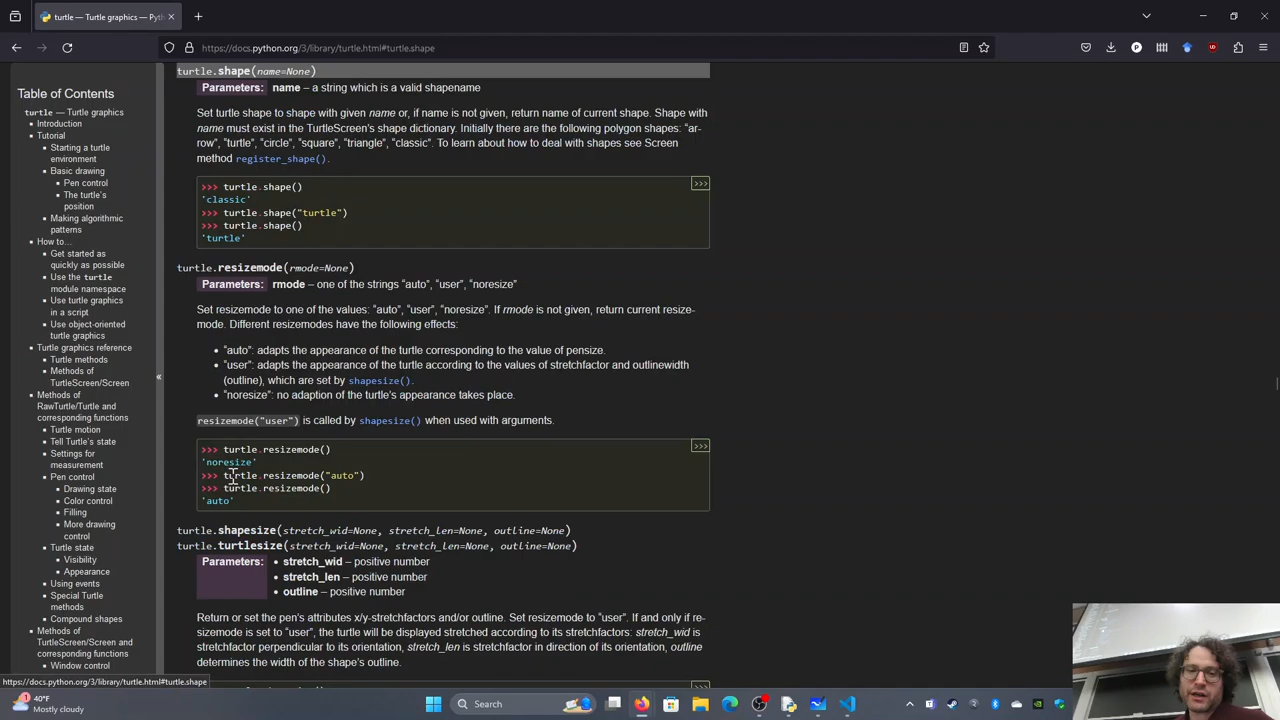 turtle — Turtle graphics — Pyth
https://docs.python.org/3/library/turtle.html#turtle.shape
Table of Contents
turtle — Turtle graphics
Introduction
Tutorial
Starting a turtle
environment
Basic drawing
Pen control
The turtle's
position
Making algorithmic
patterns
How to…
Get started as
quickly as possible
Use the turtle
module namespace
Use turtle graphics
in a script
Use object-oriented
turtle graphics
Turtle graphics reference
Turtle methods
Methods of
TurtleScreen/Screen
Methods of
RawTurtle/Turtle and
corresponding functions
Turtle motion
Tell Turtle's state
Settings for
measurement
Pen control
Drawing state
Color control
Filling
More drawing
control
Turtle state
Visibility
Appearance
Using events
Special Turtle
methods
Compound shapes
Methods of
TurtleScreen/Screen and
corresponding functions
Window control
«
turtle.shape(name=None)
Parameters: name – a string which is a valid shapename
Set turtle shape to shape with given name or, if name is not given, return name of current shape. Shape with
name must exist in the TurtleScreen's shape dictionary. Initially there are the following polygon shapes: “ar-
row”, “turtle”, “circle”, “square”, “triangle”, “classic”. To learn about how to deal with shapes see Screen
method register_shape().
>>>
>>> turtle.shape()
'classic'
>>> turtle.shape("turtle")
>>> turtle.shape()
'turtle'
turtle.resizemode(rmode=None)
Parameters: rmode – one of the strings “auto”, “user”, “noresize”
Set resizemode to one of the values: “auto”, “user”, “noresize”. If rmode is not given, return current resize-
mode. Different resizemodes have the following effects:
• “auto”: adapts the appearance of the turtle corresponding to the value of pensize.
• “user”: adapts the appearance of the turtle according to the values of stretchfactor and outlinewidth
(outline), which are set by shapesize().
• “noresize”: no adaption of the turtle's appearance takes place.
resizemode("user") is called by shapesize() when used with arguments.
>>>
>>> turtle.resizemode()
'noresize'
>>> turtle.resizemode("auto")
>>> turtle.resizemode()
'auto'
turtle.shapesize(stretch_wid=None, stretch_len=None, outline=None)
turtle.turtlesize(stretch_wid=None, stretch_len=None, outline=None)
Parameters: • stretch_wid – positive number
• stretch_len – positive number
• outline – positive number
Return or set the pen's attributes x/y-stretchfactors and/or outline. Set resizemode to “user”. If and only if re-
sizemode is set to “user”, the turtle will be displayed stretched according to its stretchfactors: stretch_wid is
stretchfactor perpendicular to its orientation, stretch_len is stretchfactor in direction of its orientation, outline
determines the width of the shape's outline.
https://docs.python.org/3/library/turtle.html#turtle.shape
40°F
Mostly cloudy
Search